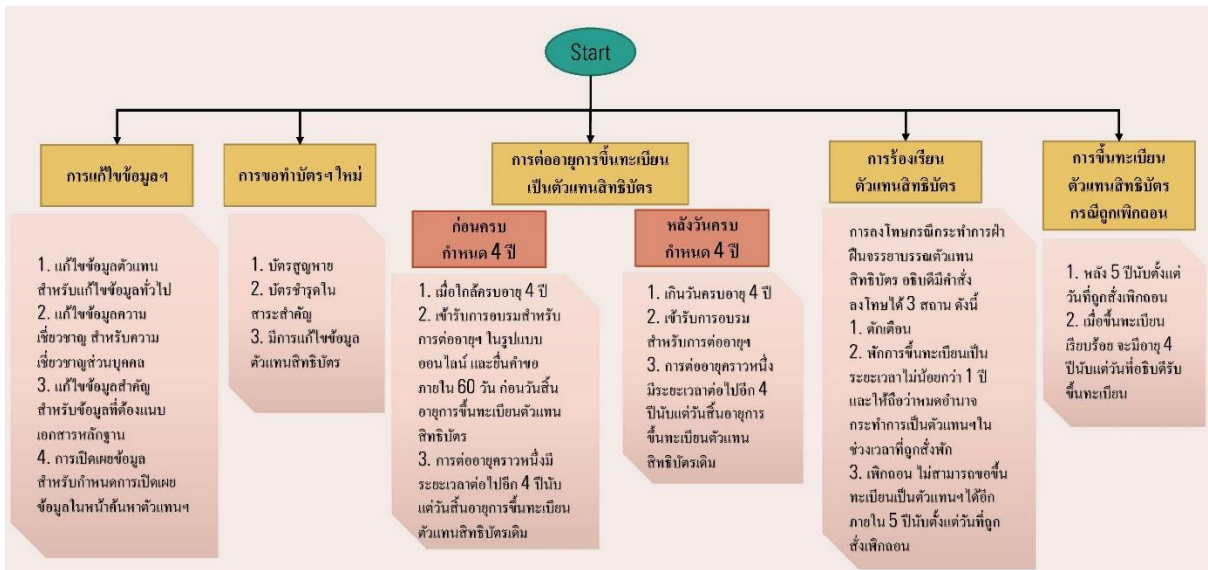 Start
การแก้ไขข้อมูลฯ
1. แก้ไขข้อมูลตัวแทน
สำหรับแก้ไขข้อมูลทั่วไป
2. แก้ไขข้อมูลความ
เชี่ยวชาญ สำหรับความ
เชี่ยวชาญส่วนบุคคล
3. แก้ไขข้อมูลสำคัญ
สำหรับข้อมูลที่ต้องแนบ
เอกสารหลักฐาน
4. การเปิดเผยข้อมูล
สำหรับกำหนดการเปิดเผย
ข้อมูลในหน้าค้นหาตัวแทนฯ
การขอทำบัตรฯ ใหม่
1. บัตรสูญหาย
2. บัตรชำรุดใน
สาระสำคัญ
3. มีการแก้ไขข้อมูล
ตัวแทนสิทธิบัตร
การต่ออายุการขึ้นทะเบียน
เป็นตัวแทนสิทธิบัตร
ก่อนครบ
กำหนด 4 ปี
1. เมื่อใกล้ครบอายุ 4 ปี
2. เข้ารับการอบรมสำหรับ
การต่ออายุฯ ในรูปแบบ
ออนไลน์ และยื่นคำขอ
ภายใน 60 วัน ก่อนวันสิ้น
อายุการขึ้นทะเบียนตัวแทน
สิทธิบัตร
3. การต่ออายุคราวหนึ่งมี
ระยะเวลาต่อไปอีก 4 ปีนับ
แต่วันสิ้นอายุการขึ้นทะเบียน
ตัวแทนสิทธิบัตรเดิม
หลังวันครบ
กำหนด 4 ปี
1. เกินวันครบอายุ 4 ปี
2. เข้ารับการอบรม
สำหรับการต่ออายุฯ
3. การต่ออายุคราวหนึ่ง
มีระยะเวลาต่อไปอีก 4
ปีนับแต่วันสิ้นอายุการ
ขึ้นทะเบียนตัวแทน
สิทธิบัตรเดิม
การร้องเรียน
ตัวแทนสิทธิบัตร
การลงโทษกรณีกระทำการฝ่า
ฝืนจรรยาบรรณตัวแทน
สิทธิบัตร อธิบดีมีคำสั่ง
ลงโทษได้ 3 สถาน ดังนี้
1. ตักเตือน
2. พักการขึ้นทะเบียนเป็น
ระยะเวลาไม่น้อยกว่า 1 ปี
และให้ถือว่าหมดอำนาจ
กระทำการเป็นตัวแทนฯใน
ช่วงเวลาที่ถูกสั่งพัก
3. เพิกถอน ไม่สามารถขอขึ้น
ทะเบียนเป็นตัวแทนฯได้อีก
ภายใน 5 ปีนับตั้งแต่วันที่ถูก
สั่งเพิกถอน
การขึ้นทะเบียน
ตัวแทนสิทธิบัตร
กรณีถูกเพิกถอน
1. หลัง 5 ปีนับตั้งแต่
วันที่ถูกสั่งเพิกถอน
2. เมื่อขึ้นทะเบียน
เรียบร้อย จะมีอายุ 4
ปีนับแต่วันที่อธิบดีรับ
ขึ้นทะเบียน